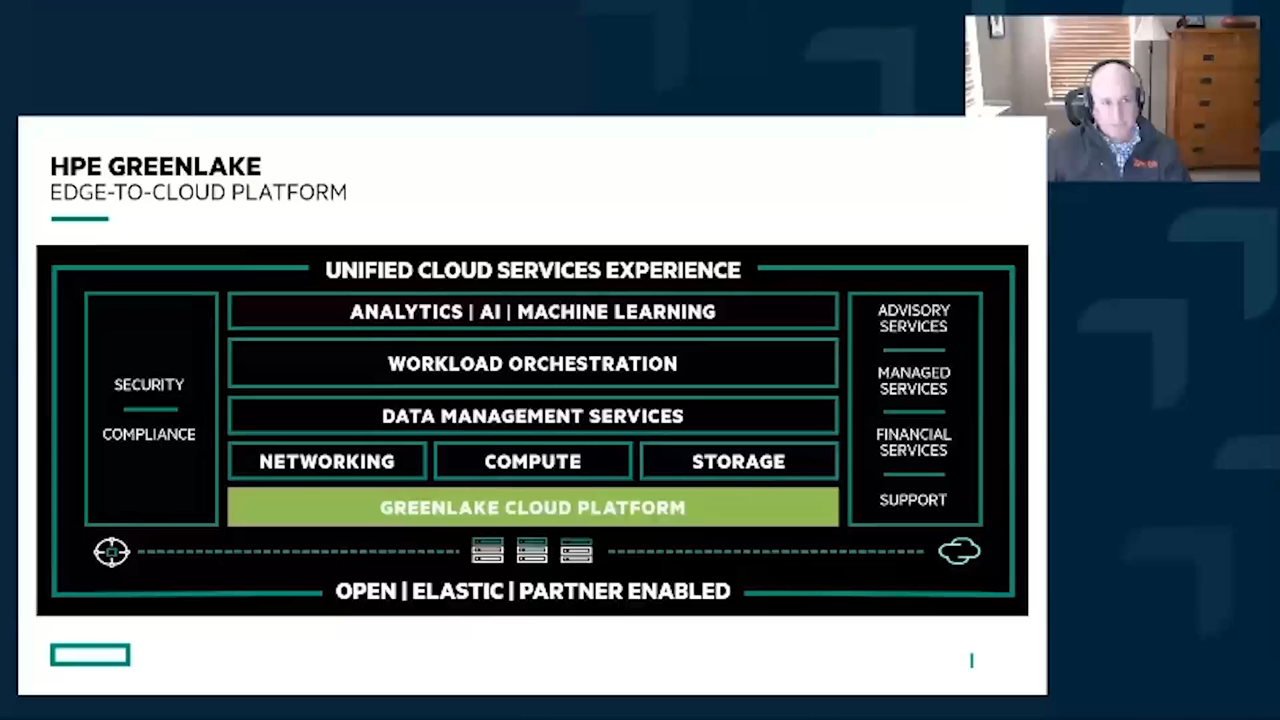 HPE GREENLAKE
EDGE-TO-CLOUD PLATFORM
UNIFIED CLOUD SERVICES EXPERIENCE
SECURITY
COMPLIANCE
ANALYTICS | AI | MACHINE LEARNING
WORKLOAD ORCHESTRATION
DATA MANAGEMENT SERVICES
NETWORKING
COMPUTE
STORAGE
GREENLAKE CLOUD PLATFORM
ADVISORY
SERVICES
MANAGED
SERVICES
FINANCIAL
SERVICES
SUPPORT
OPEN | ELASTIC | PARTNER ENABLED